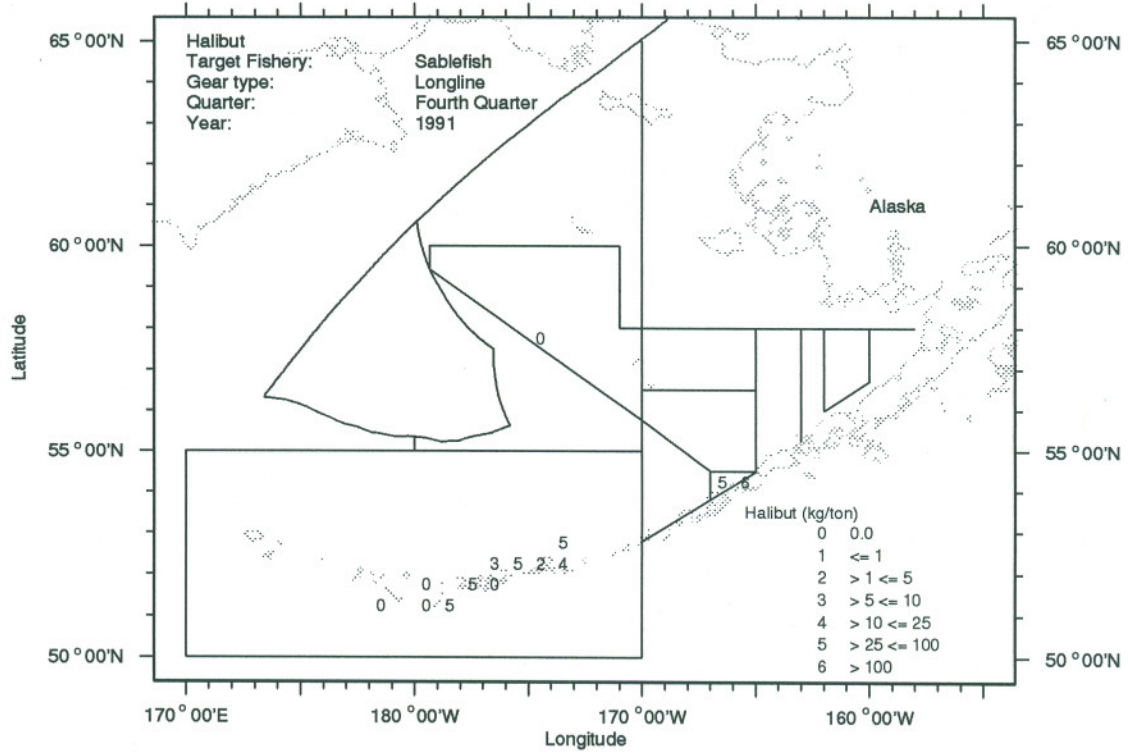 65 °00'N
65 °00'N
Halibut
Target Fishery: Sablefish
Gear type: Longline
Quarter: Fourth Quarter
Year: 1991
Alaska
60 °00'N
60 °00'N
0
Latitude
55 °00'N
55 °00'N
5 6
Halibut (kg/ton)
0 0.0
1 <= 1
2 > 1 <= 5
3 > 5 <= 10
4 > 10 <= 25
5 > 25 <= 100
6 > 100
5
3 5 2 4
0 5 0
0 0 5
50 °00'N
50 °00'N
170 °00'E
180 °00'W
170 °00'W
160 °00'W
Longitude